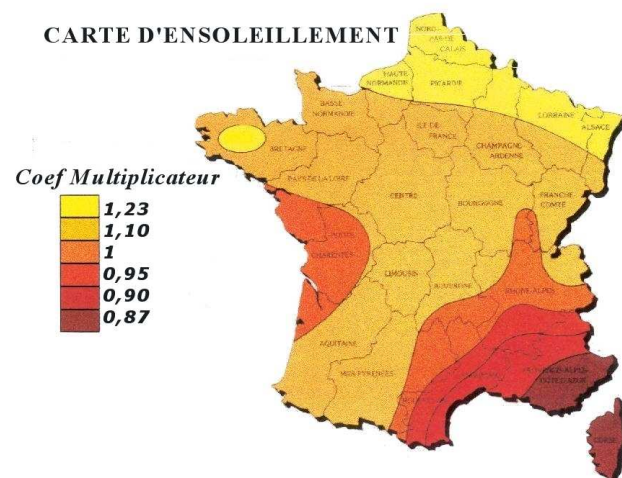 CARTE D'ENSOLEILLEMENT
NORD
PAS DE
CALAIS
HAUTE
NORMANDIE
PICARDIE
BASSE
NORMANDIE
ILE DE
FRANCE
LORRAINE
ALSACE
CHAMPAGNE
ARDENNE
BRETAGNE
PAYS DE LA LOIRE
CENTRE
BOURGOGNE
FRANCHE
COMTÉ
CHARENTES
LIMOUSIN
AUVERGNE
RHÔNE-ALPES
AQUITAINE
MIDI-PYRENEES
CORSE
Coef Multiplicateur
1,23
1,10
1
0,95
0,90
0,87